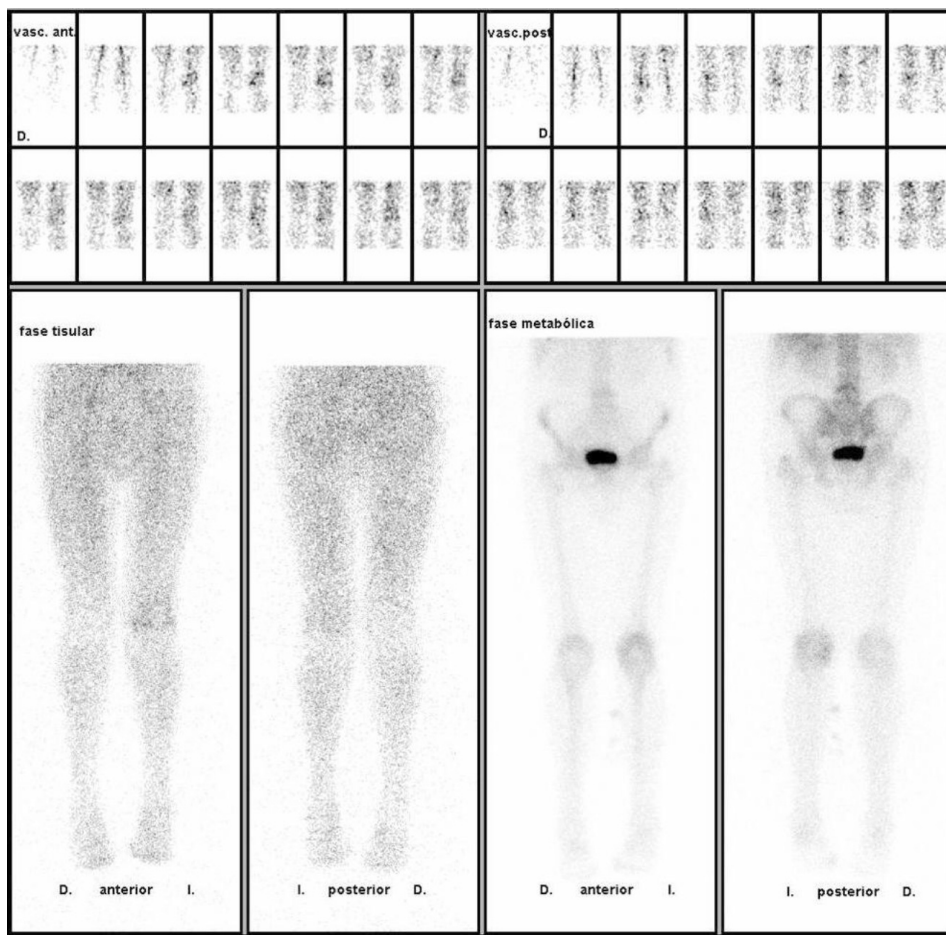 vasc. ant.
vasc.post
D.
D.
fase tisular
fase metabólica
D. anterior I.
I. posterior D.
D. anterior I.
I. posterior D.